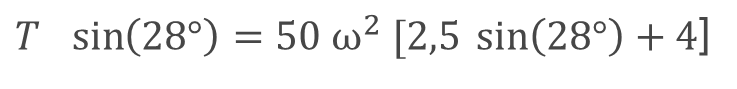 T sin(28°) = 50 ω² [2,5 sin(28°) + 4]